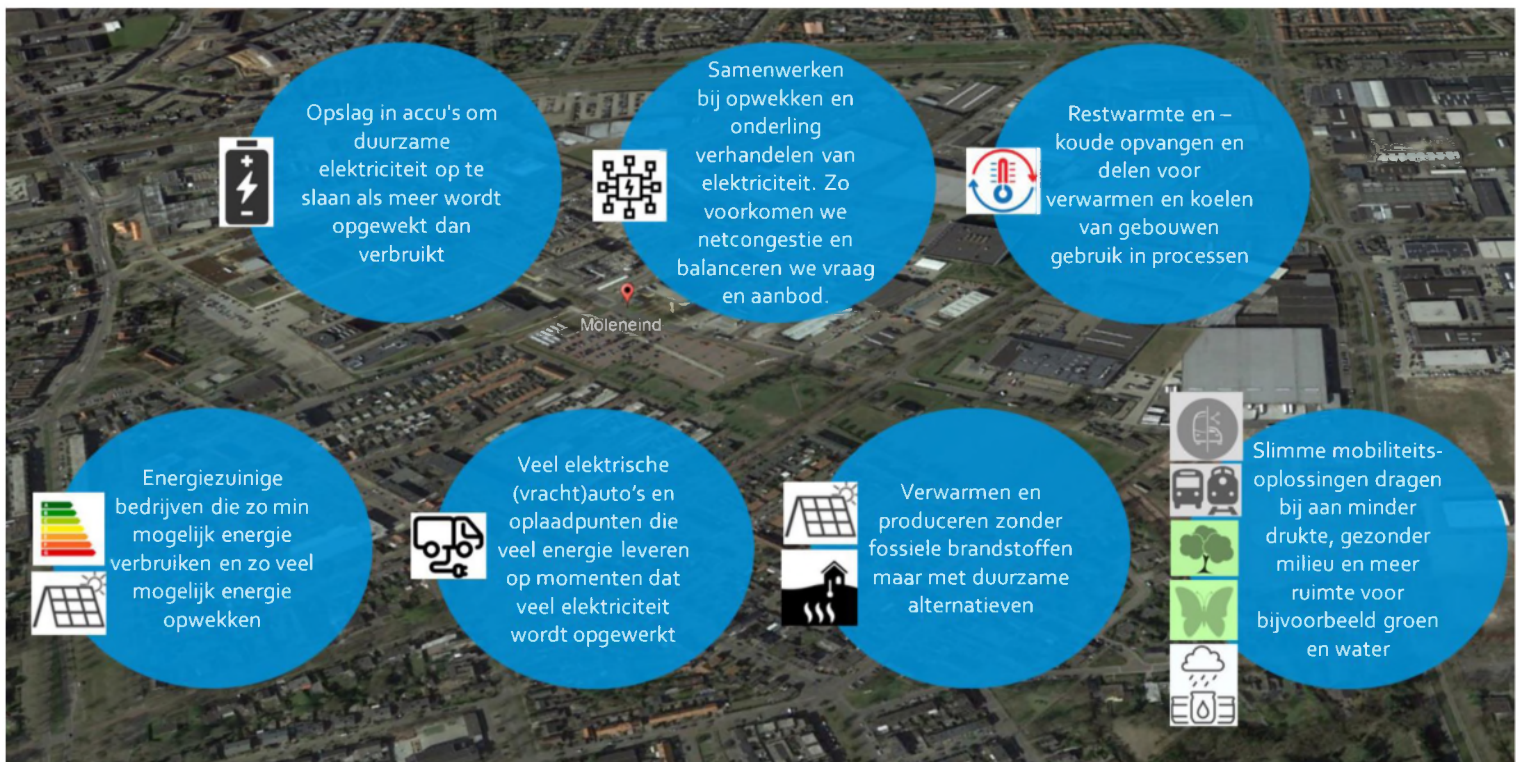 Opslag in accu's om
duurzame
elektriciteit op te
slaan als meer wordt
opgewekt dan
verbruikt
Samenwerken
bij opwekken en
onderling
verhandelen van
elektriciteit. Zo
voorkomen we
netcongestie en
balanceren we vraag
en aanbod.
Restwarmte en –
koude opvangen en
delen voor
verwarmen en koelen
van gebouwen
gebruik in processen
Moleneind
Energiezuinige
bedrijven die zo min
mogelijk energie
verbruiken en zo veel
mogelijk energie
opwekken
Veel elektrische
(vracht)auto's en
oplaadpunten die
veel energie leveren
op momenten dat
veel elektriciteit
wordt opgewerkt
Verwarmen en
produceren zonder
fossiele brandstoffen
maar met duurzame
alternatieven
Slimme mobiliteits-
oplossingen dragen
bij aan minder
drukte, gezonder
milieu en meer
ruimte voor
bijvoorbeeld groen
en water